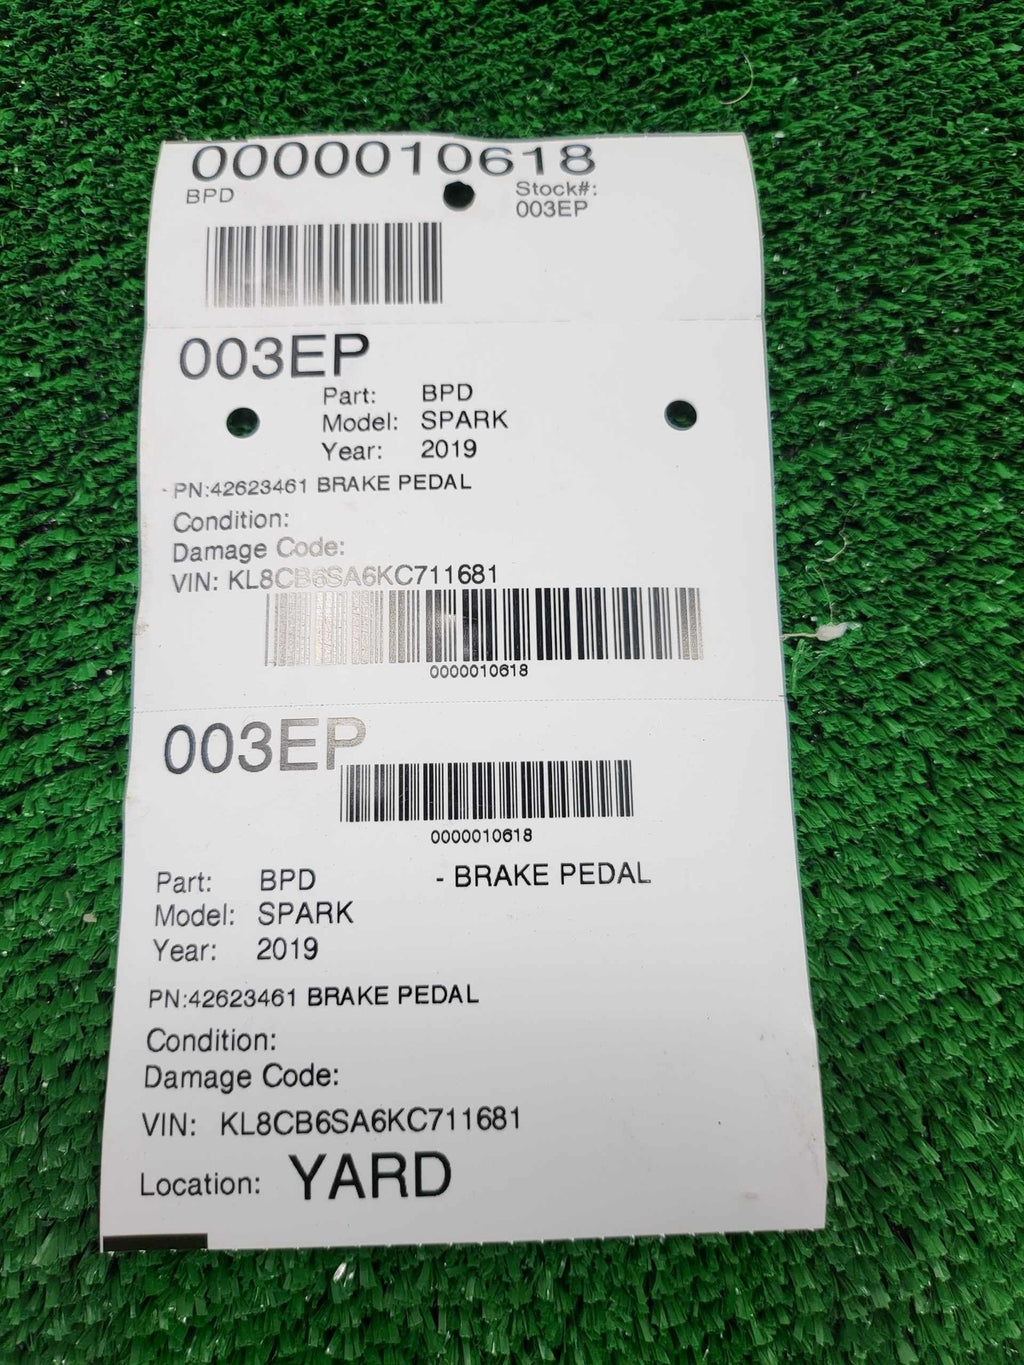 0000010618
BPD
Stock#:
003EP
003EP
Part: BPD
Model: SPARK
Year: 2019
- PN:42623461 BRAKE PEDAL
Condition:
Damage Code:
VIN: KL8CB6SA6KC711681
0000010618
003EP
0000010618
Part: BPD - BRAKE PEDAL
Model: SPARK
Year: 2019
PN:42623461 BRAKE PEDAL
Condition:
Damage Code:
VIN: KL8CB6SA6KC711681
Location: YARD